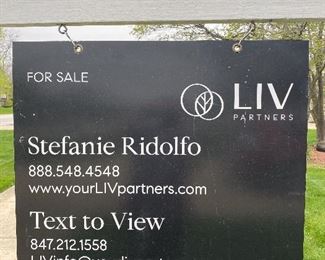 FOR SALE
LIV
PARTNERS
Stefanie Ridolfo
888.548.4548
www.yourLIVpartners.com
Text to View
847.212.1558